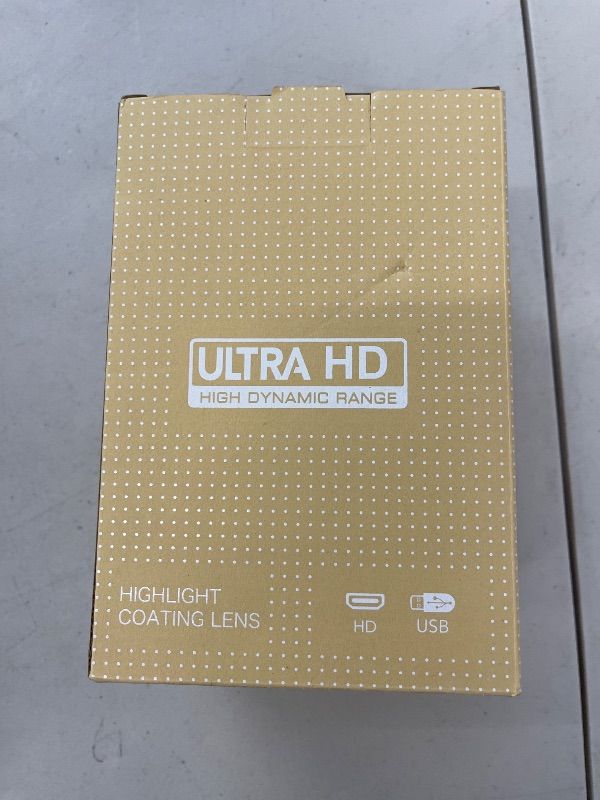 ULTRA HD
HIGH DYNAMIC RANGE
HIGHLIGHT
COATING LENS
HD
USB